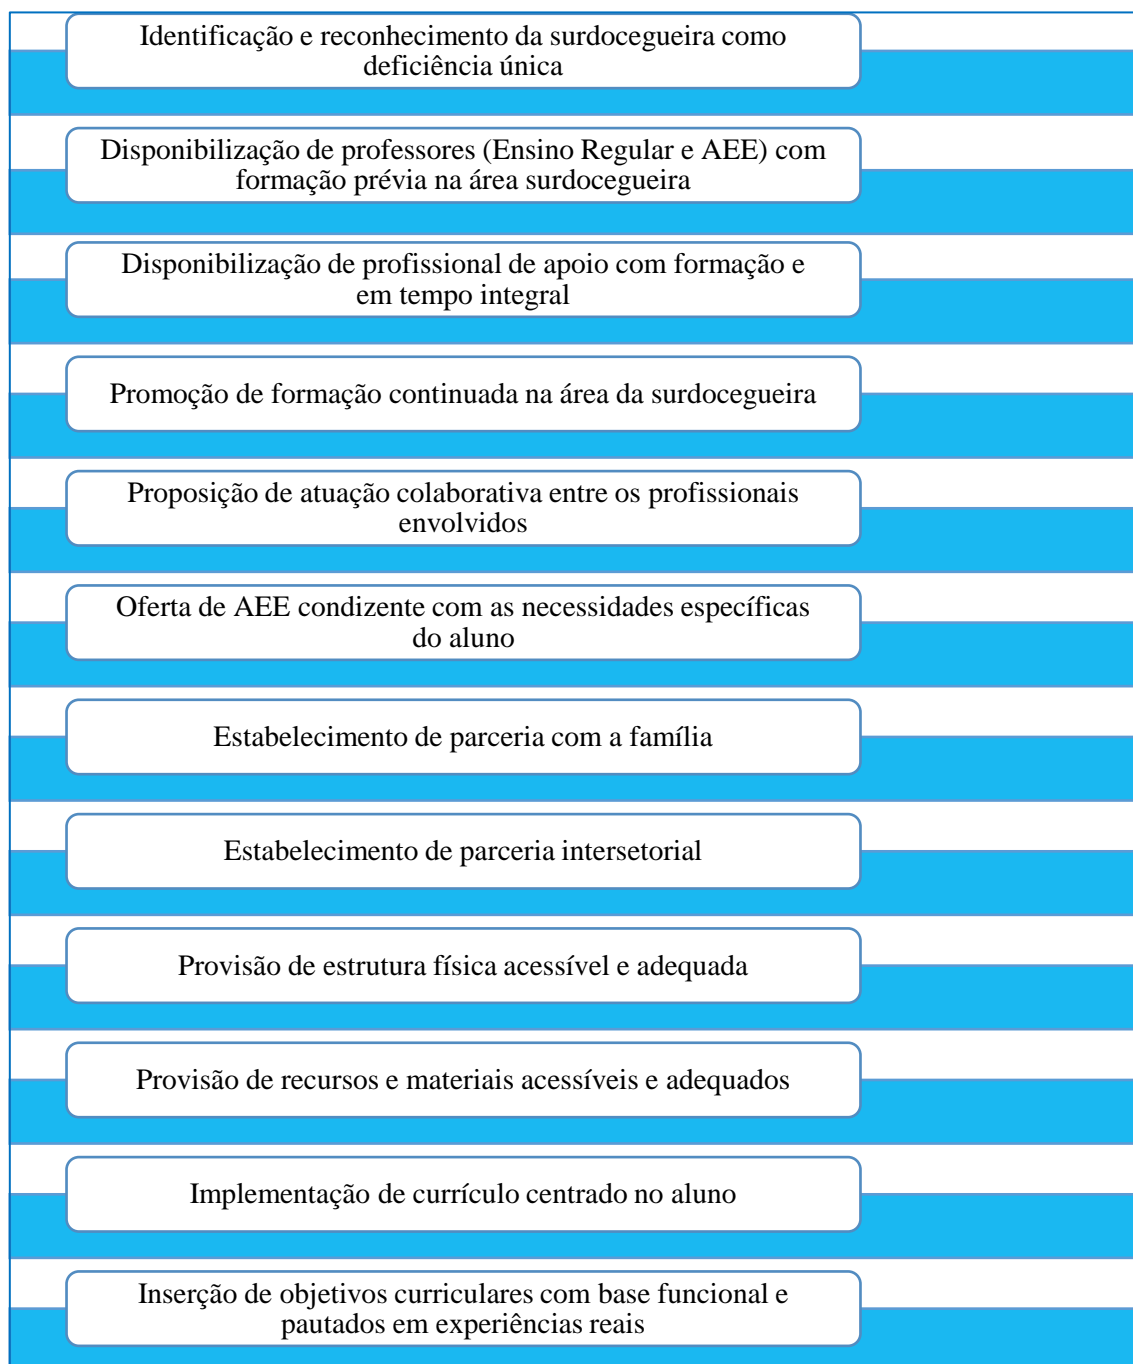 Identificação e reconhecimento da surdocegueira como
deficiência única
Disponibilização de professores (Ensino Regular e AEE) com
formação prévia na área surdocegueira
Disponibilização de profissional de apoio com formação e
em tempo integral
Promoção de formação continuada na área da surdocegueira
Proposição de atuação colaborativa entre os profissionais
envolvidos
Oferta de AEE condizente com as necessidades específicas
do aluno
Estabelecimento de parceria com a família
Estabelecimento de parceria intersetorial
Provisão de estrutura física acessível e adequada
Provisão de recursos e materiais acessíveis e adequados
Implementação de currículo centrado no aluno
Inserção de objetivos curriculares com base funcional e
pautados em experiências reais